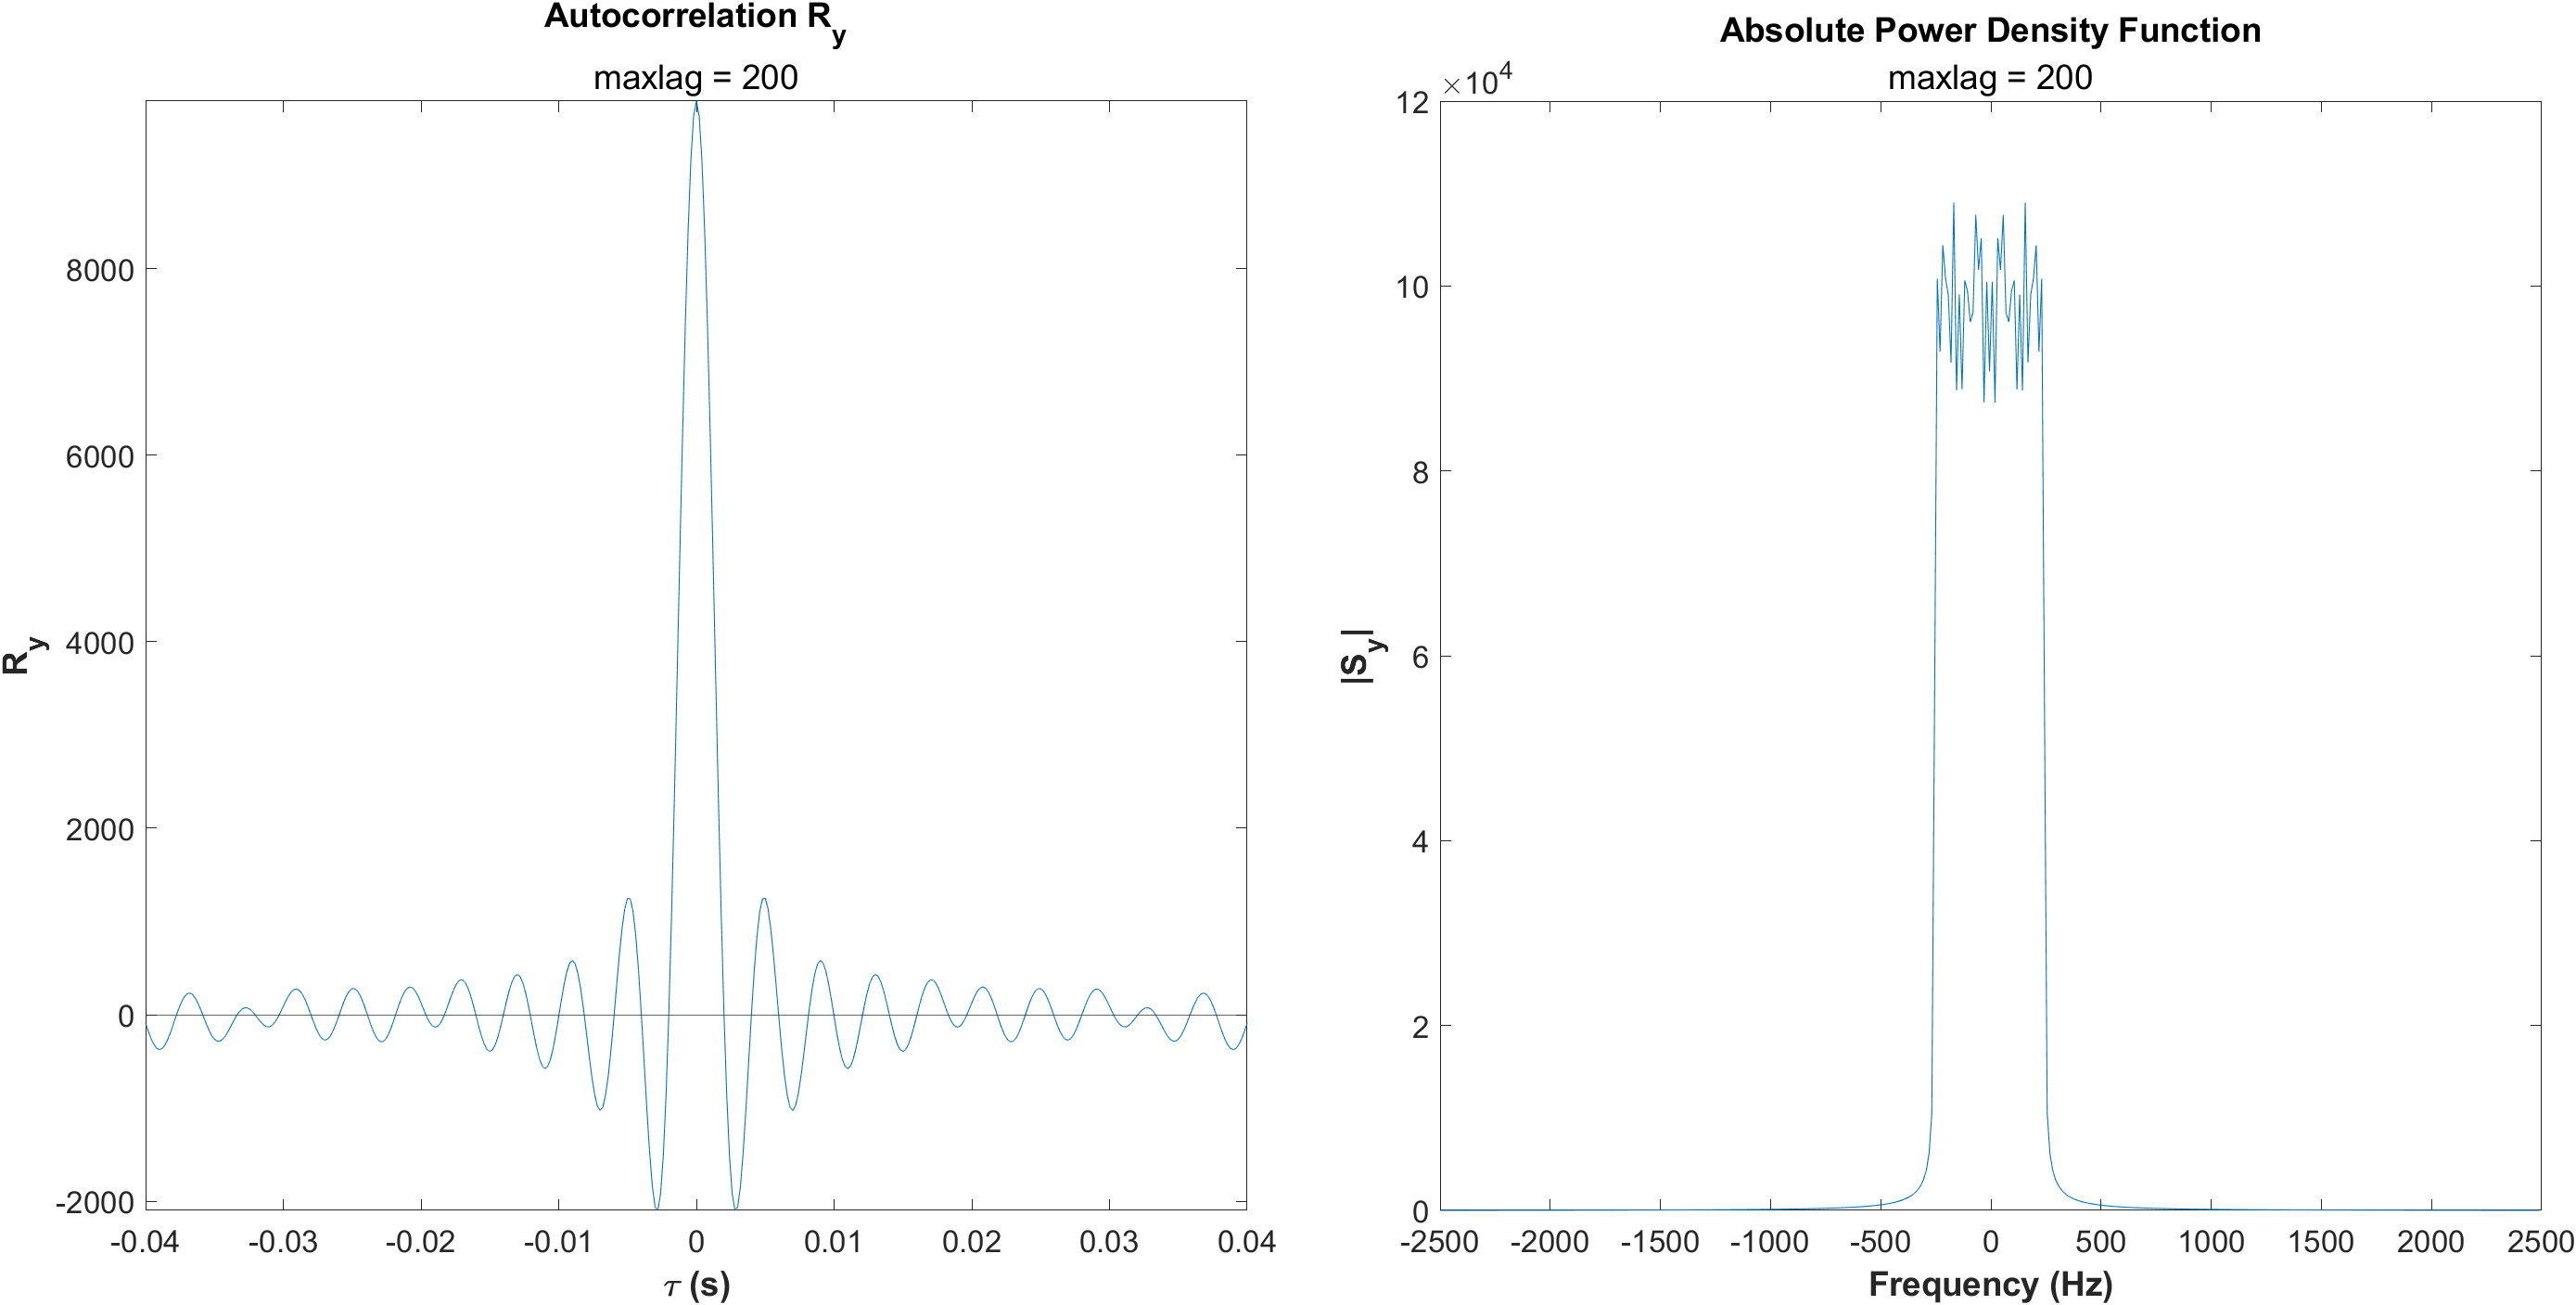 Autocorrelation R_y
maxlag = 200
8000
6000
4000
2000
0
-2000
R_y
-0.04 -0.03 -0.02 -0.01 0 0.01 0.02 0.03 0.04
τ (s)
Absolute Power Density Function
maxlag = 200
×10^4
12
10
8
6
4
2
0
|S_y|
-2500 -2000 -1500 -1000 -500 0 500 1000 1500 2000 2500
Frequency (Hz)